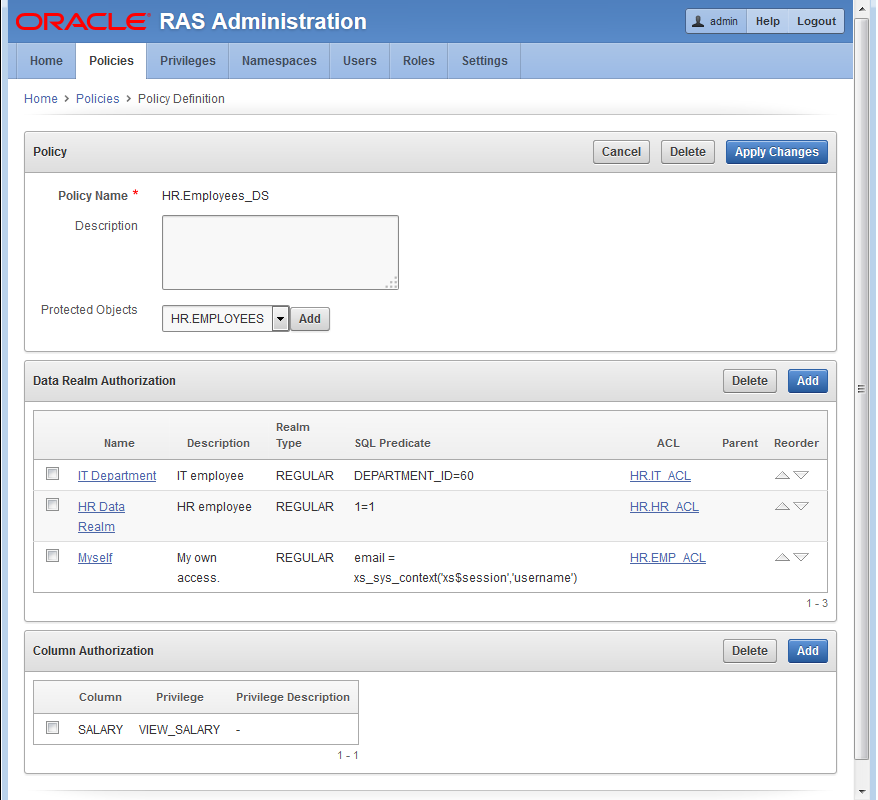 ORACLE® RAS Administration
admin Help Logout
Home Policies Privileges Namespaces Users Roles Settings
Home > Policies > Policy Definition
Policy Cancel Delete Apply Changes
Policy Name * HR.Employees_DS
Description
Protected Objects HR.EMPLOYEES Add
Data Realm Authorization Delete Add
Name Description Realm Type SQL Predicate ACL Parent Reorder
IT Department IT employee REGULAR DEPARTMENT_ID=60 HR.IT_ACL
HR Data Realm HR employee REGULAR 1=1 HR.HR_ACL
Myself My own access. REGULAR email = xs_sys_context('xs$session','username') HR.EMP_ACL
1 - 3
Column Authorization Delete Add
Column Privilege Privilege Description
SALARY VIEW_SALARY -
1 - 1